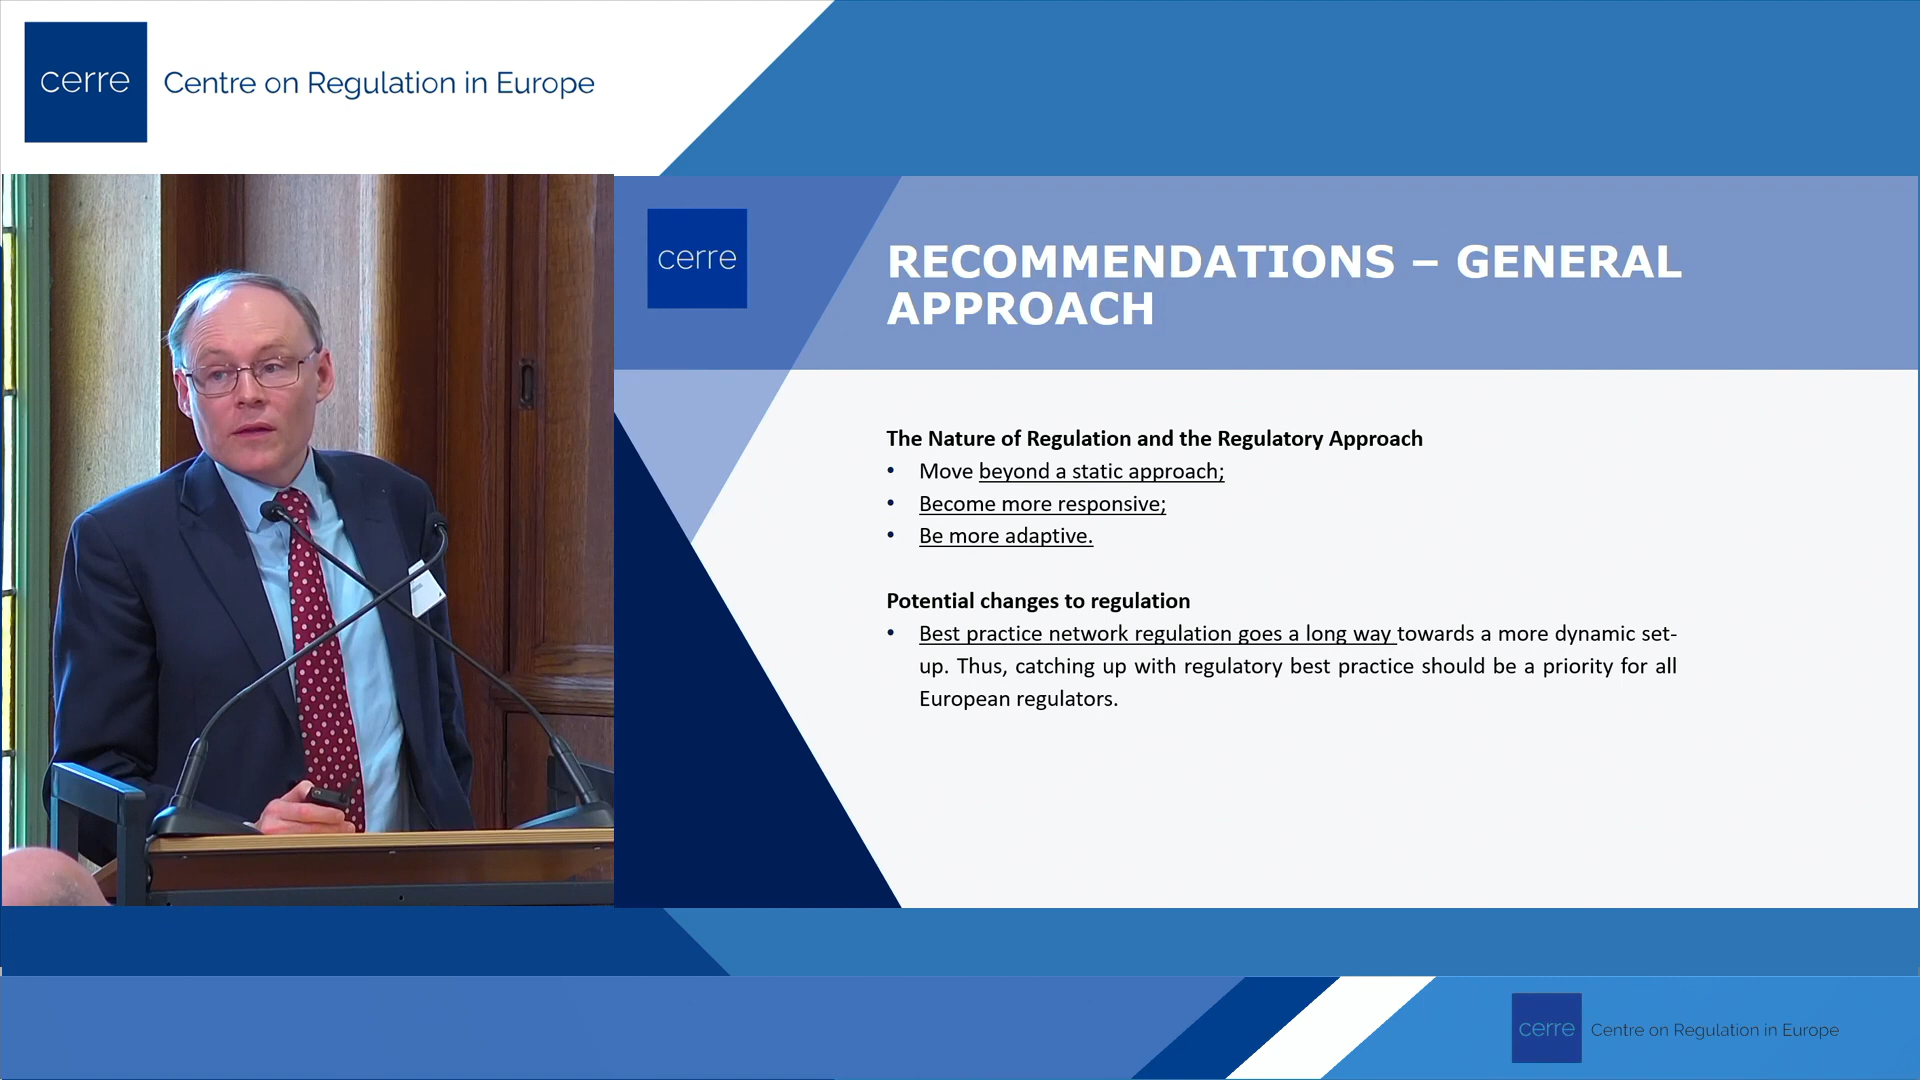 cerre
Centre on Regulation in Europe
cerre
RECOMMENDATIONS – GENERAL
APPROACH
The Nature of Regulation and the Regulatory Approach
• Move beyond a static approach;
• Become more responsive;
• Be more adaptive.
Potential changes to regulation
• Best practice network regulation goes a long way towards a more dynamic set-
up. Thus, catching up with regulatory best practice should be a priority for all
European regulators.
cerre
Centre on Regulation in Europe